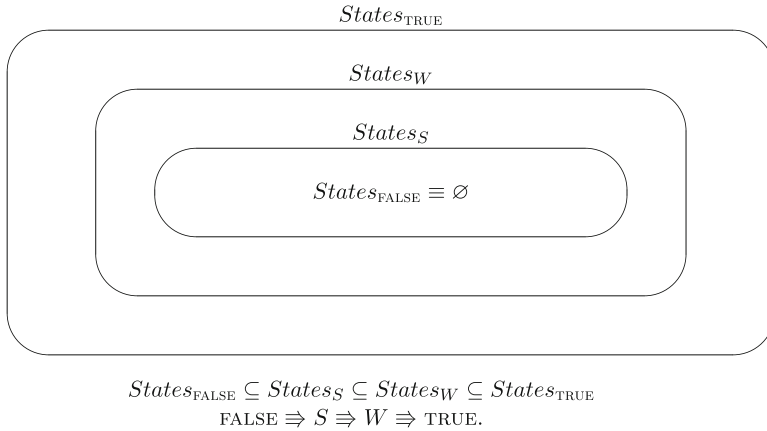 States_TRUE
States_W
States_S
States_FALSE ≡ ∅
States_FALSE ⊆ States_S ⊆ States_W ⊆ States_TRUE
FALSE ⇛ S ⇛ W ⇛ TRUE.